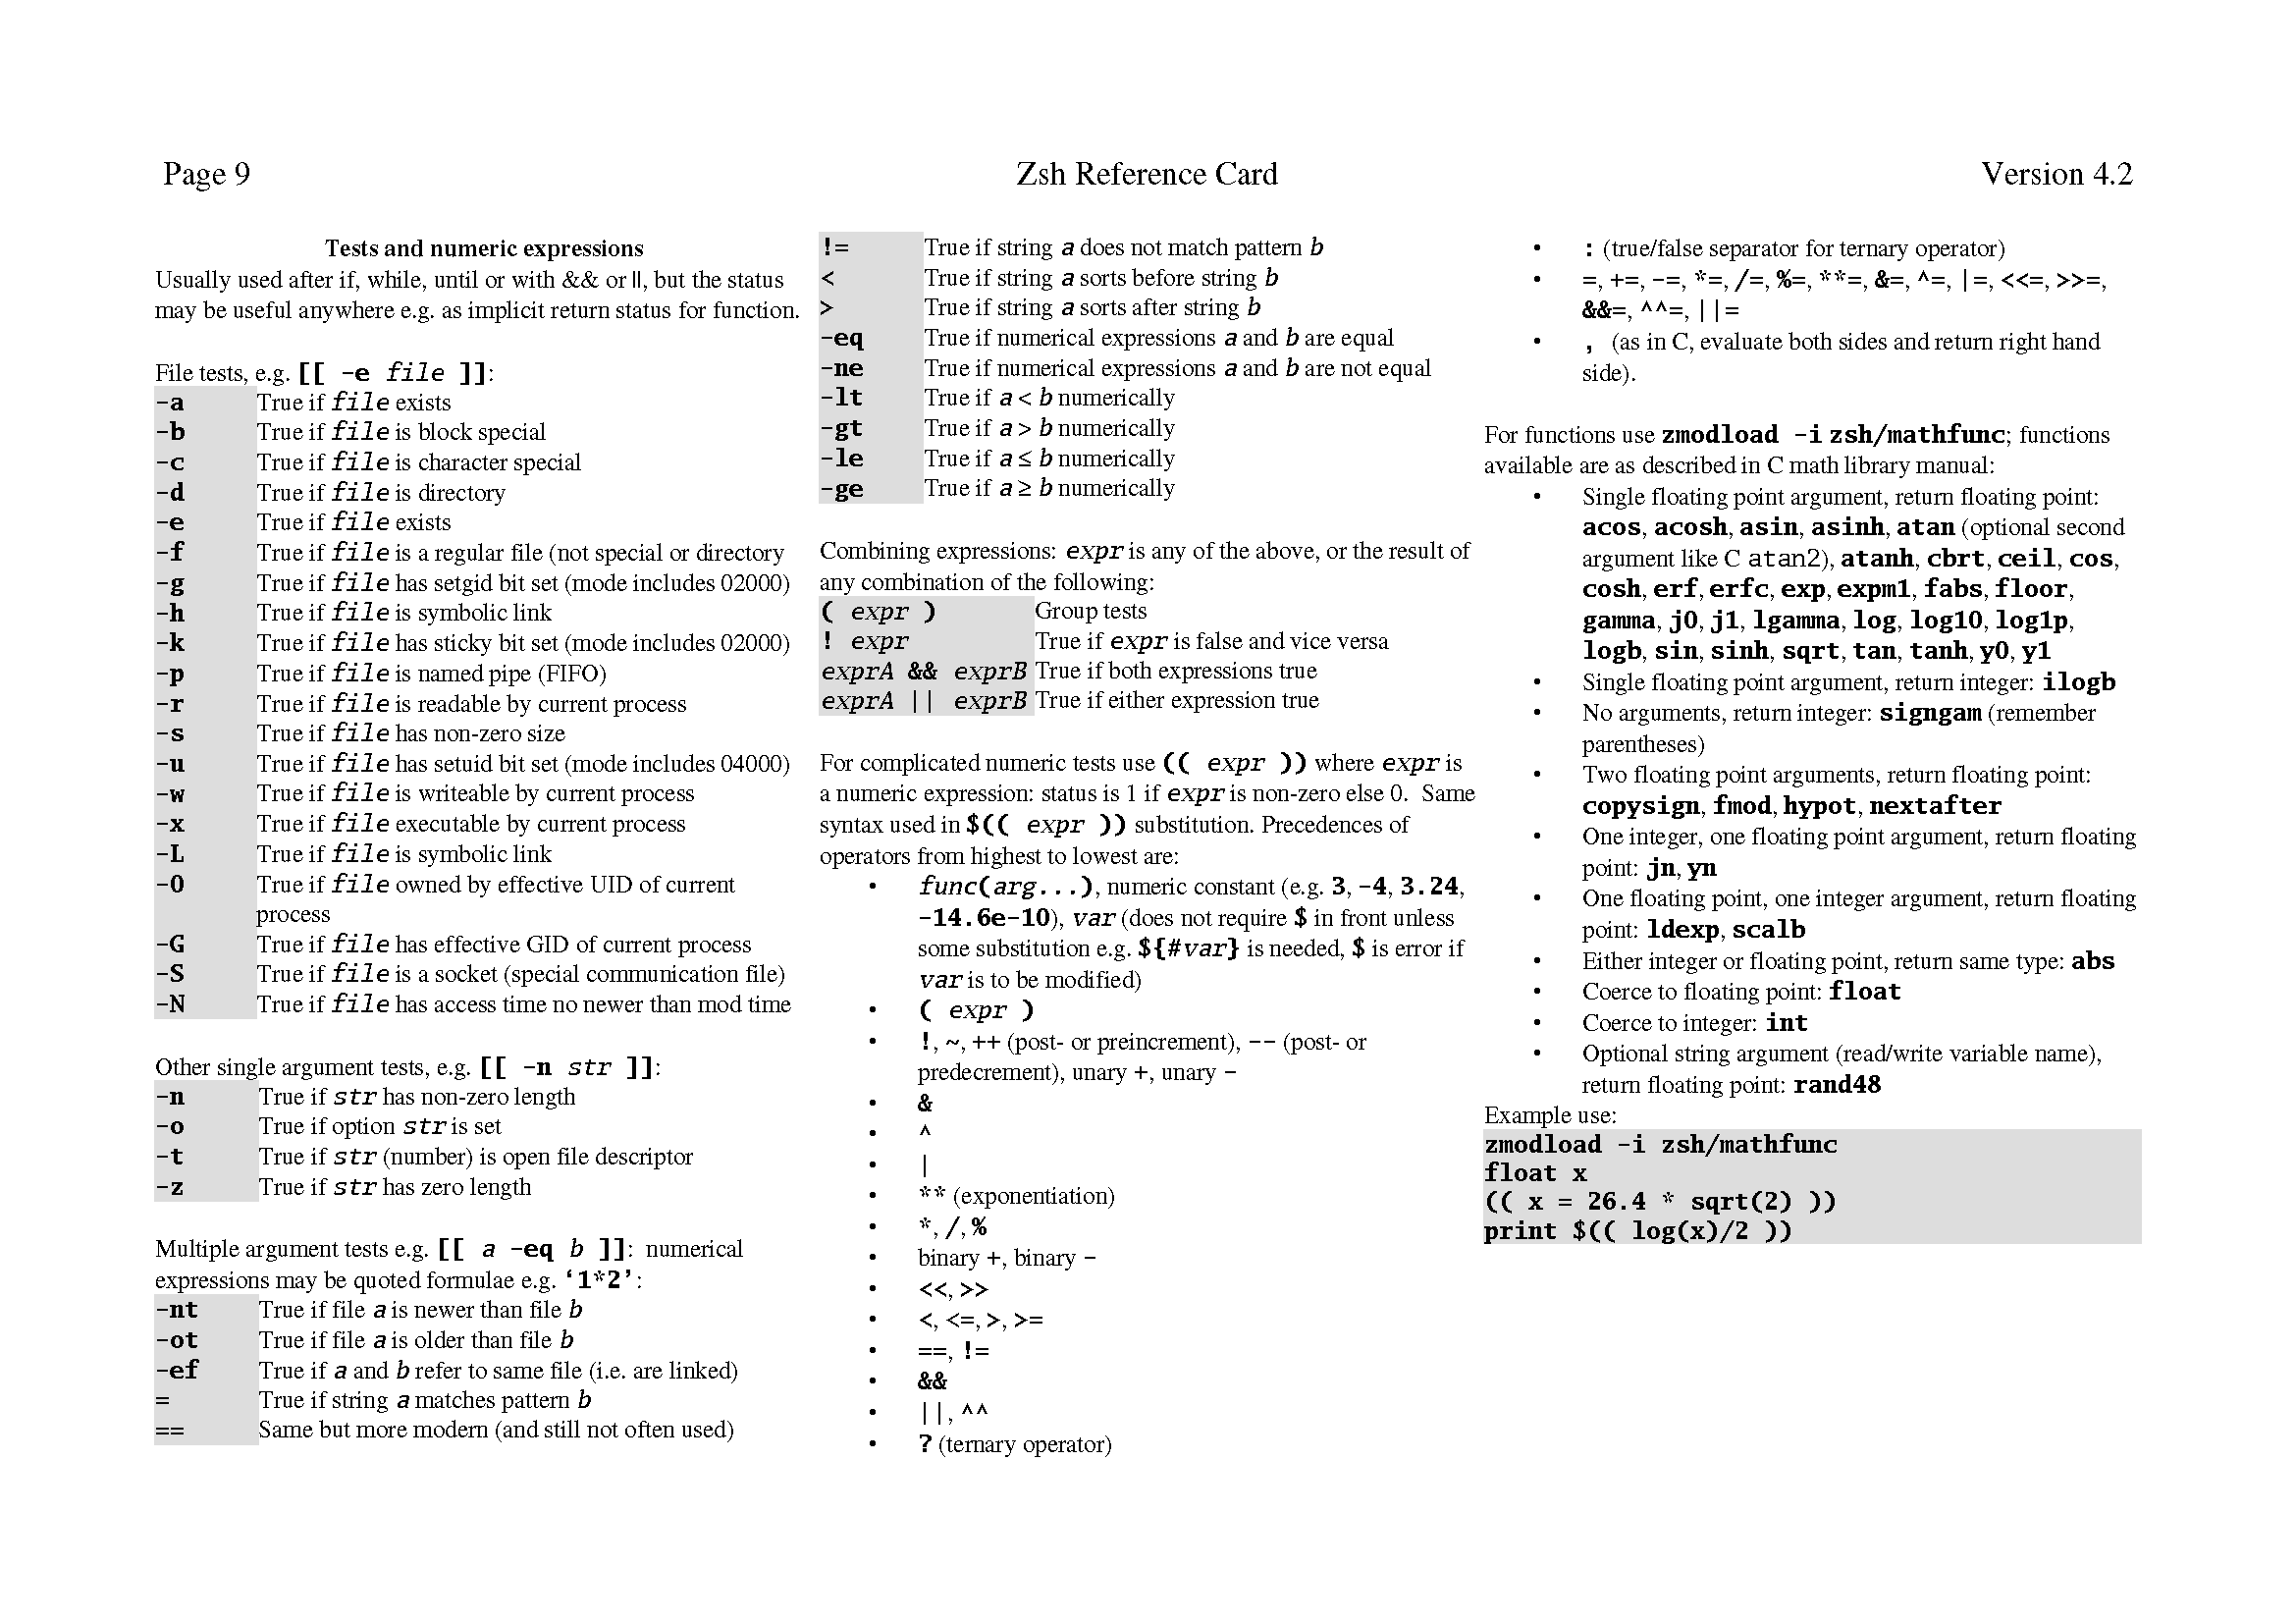 Page 9
Zsh Reference Card
Version 4.2
Tests and numeric expressions
Usually used after if, while, until or with && or ||, but the status
may be useful anywhere e.g. as implicit return status for function.
File tests, e.g. [[ -e file ]]:
-a True if file exists
-b True if file is block special
-c True if file is character special
-d True if file is directory
-e True if file exists
-f True if file is a regular file (not special or directory
-g True if file has setgid bit set (mode includes 02000)
-h True if file is symbolic link
-k True if file has sticky bit set (mode includes 02000)
-p True if file is named pipe (FIFO)
-r True if file is readable by current process
-s True if file has non-zero size
-u True if file has setuid bit set (mode includes 04000)
-w True if file is writeable by current process
-x True if file executable by current process
-L True if file is symbolic link
-O True if file owned by effective UID of current
process
-G True if file has effective GID of current process
-S True if file is a socket (special communication file)
-N True if file has access time no newer than mod time
Other single argument tests, e.g. [[ -n str ]]:
-n True if str has non-zero length
-o True if option str is set
-t True if str (number) is open file descriptor
-z True if str has zero length
Multiple argument tests e.g. [[ a -eq b ]]: numerical
expressions may be quoted formulae e.g. ‘1*2’:
-nt True if file a is newer than file b
-ot True if file a is older than file b
-ef True if a and b refer to same file (i.e. are linked)
= True if string a matches pattern b
== Same but more modern (and still not often used)
!= True if string a does not match pattern b
< True if string a sorts before string b
> True if string a sorts after string b
-eq True if numerical expressions a and b are equal
-ne True if numerical expressions a and b are not equal
-lt True if a < b numerically
-gt True if a > b numerically
-le True if a ≤ b numerically
-ge True if a ≥ b numerically
Combining expressions: expr is any of the above, or the result of
any combination of the following:
( expr ) Group tests
! expr True if expr is false and vice versa
exprA && exprB True if both expressions true
exprA || exprB True if either expression true
For complicated numeric tests use (( expr )) where expr is
a numeric expression: status is 1 if expr is non-zero else 0. Same
syntax used in $(( expr )) substitution. Precedences of
operators from highest to lowest are:
• func(arg...), numeric constant (e.g. 3, -4, 3.24,
-14.6e-10), var (does not require $ in front unless
some substitution e.g. ${#var} is needed, $ is error if
var is to be modified)
• ( expr )
• !, ~, ++ (post- or preincrement), -- (post- or
predecrement), unary +, unary -
• &
• ^
• |
• ** (exponentiation)
• *, /, %
• binary +, binary -
• <<, >>
• <, <=, >, >=
• ==, !=
• &&
• ||, ^^
• ? (ternary operator)
• : (true/false separator for ternary operator)
• =, +=, -=, *=, /=, %=, **=, &=, ^=, |=, <<=, >>=,
&&=, ^^=, ||=
• , (as in C, evaluate both sides and return right hand
side).
For functions use zmodload -i zsh/mathfunc; functions
available are as described in C math library manual:
• Single floating point argument, return floating point:
acos, acosh, asin, asinh, atan (optional second
argument like C atan2), atanh, cbrt, ceil, cos,
cosh, erf, erfc, exp, expm1, fabs, floor,
gamma, j0, j1, lgamma, log, log10, log1p,
logb, sin, sinh, sqrt, tan, tanh, y0, y1
• Single floating point argument, return integer: ilogb
• No arguments, return integer: signgam (remember
parentheses)
• Two floating point arguments, return floating point:
copysign, fmod, hypot, nextafter
• One integer, one floating point argument, return floating
point: jn, yn
• One floating point, one integer argument, return floating
point: ldexp, scalb
• Either integer or floating point, return same type: abs
• Coerce to floating point: float
• Coerce to integer: int
• Optional string argument (read/write variable name),
return floating point: rand48
Example use:
zmodload -i zsh/mathfunc
float x
(( x = 26.4 * sqrt(2) ))
print $(( log(x)/2 ))